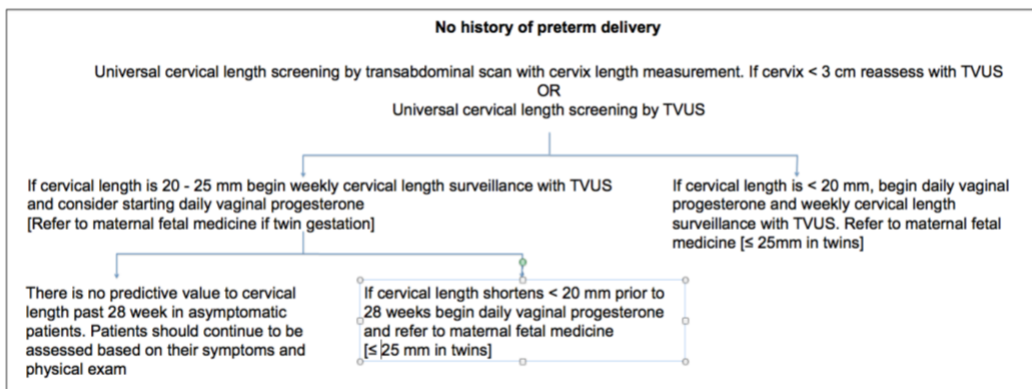 No history of preterm delivery
Universal cervical length screening by transabdominal scan with cervix length measurement. If cervix < 3 cm reassess with TVUS
OR
Universal cervical length screening by TVUS
If cervical length is 20 - 25 mm begin weekly cervical length surveillance with TVUS
and consider starting daily vaginal progesterone
[Refer to maternal fetal medicine if twin gestation]
If cervical length is < 20 mm, begin daily vaginal
progesterone and weekly cervical length
surveillance with TVUS. Refer to maternal fetal
medicine [≤ 25mm in twins]
There is no predictive value to cervical
length past 28 week in asymptomatic
patients. Patients should continue to be
assessed based on their symptoms and
physical exam
If cervical length shortens < 20 mm prior to
28 weeks begin daily vaginal progesterone
and refer to maternal fetal medicine
[≤ 25 mm in twins]